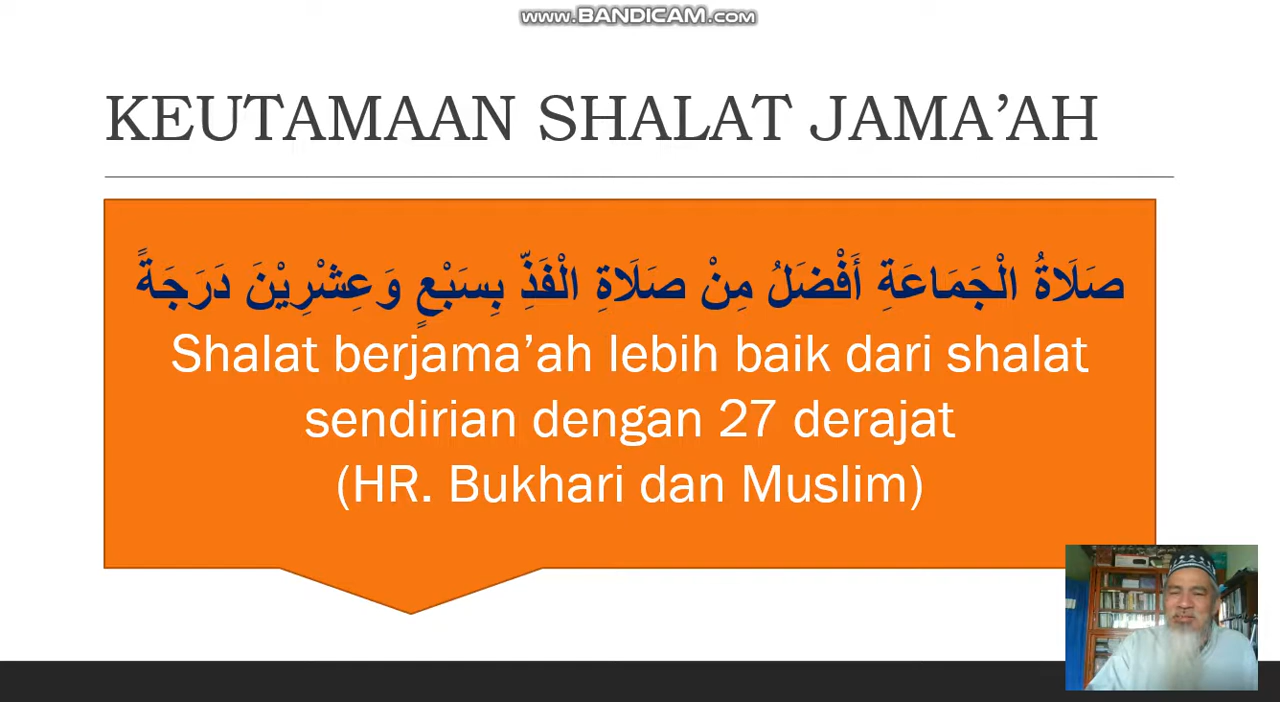 www.BANDICAM.com
KEUTAMAAN SHALAT JAMA’AH
صَلَاةُ الْجَمَاعَةِ أَفْضَلُ مِنْ صَلَاةِ الْفَذِّ بِسَبْعٍ وَعِشْرِيْنَ دَرَجَةً
Shalat berjama’ah lebih baik dari shalat
sendirian dengan 27 derajat
(HR. Bukhari dan Muslim)